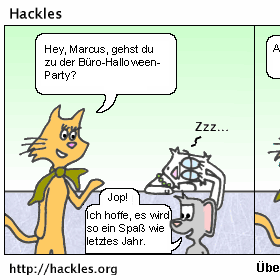 Hackles
Hey, Marcus, gehst du
zu der Büro-Halloween-
Party?
Zzz...
Jop!
Ich hoffe, es wird
so ein Spaß wie
letztes Jahr.
A
http://hackles.org
Übe